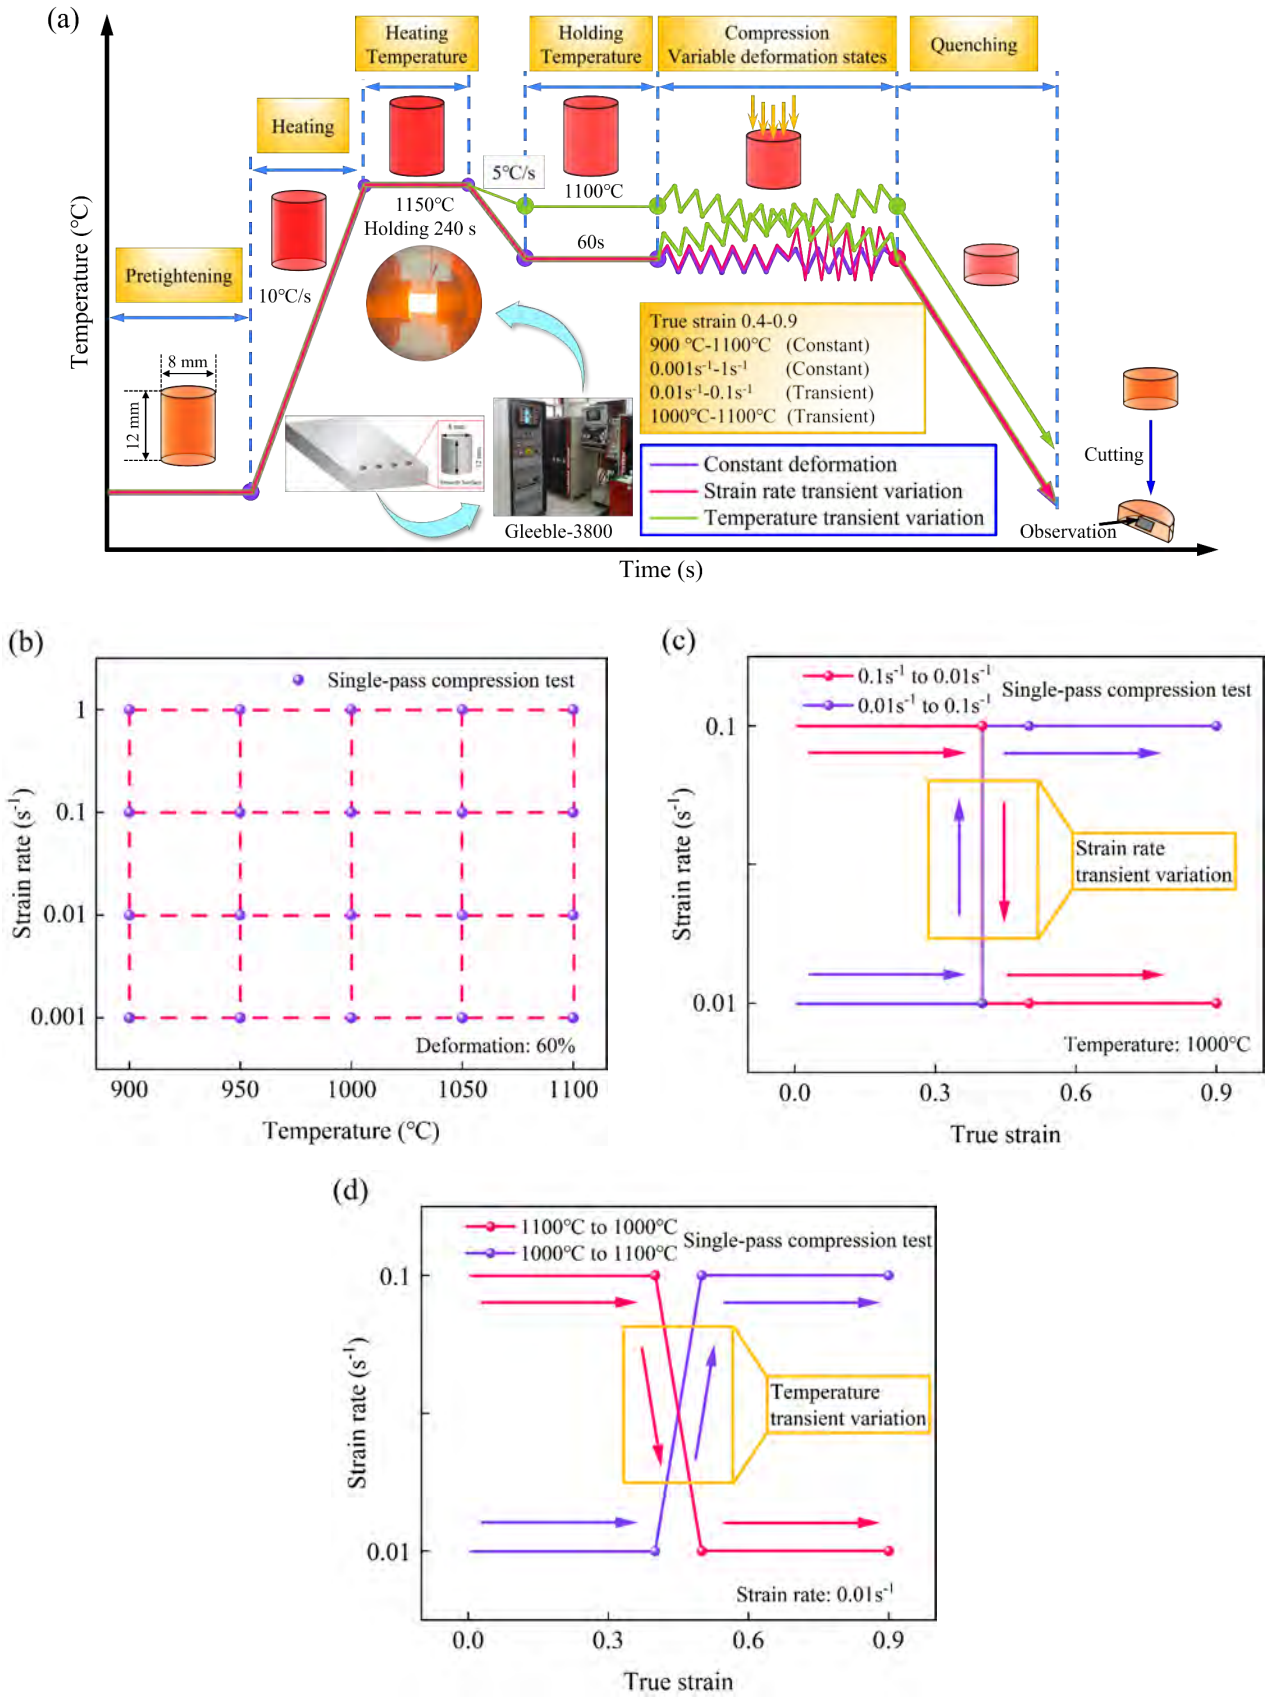 (a)
Heating
Temperature
Holding
Temperature
Compression
Variable deformation states
Quenching
Heating
Pretightening
Temperature (℃)
10℃/s
1150℃
Holding 240 s
5℃/s
1100℃
60s
8 mm
12 mm
8 mm
12 mm
Smooth Surface
Gleeble-3800
True strain 0.4-0.9
900 ℃-1100℃ (Constant)
0.001s⁻¹-1s⁻¹ (Constant)
0.01s⁻¹-0.1s⁻¹ (Transient)
1000℃-1100℃ (Transient)
Constant deformation
Strain rate transient variation
Temperature transient variation
Cutting
Observation
Time (s)
(b)
Single-pass compression test
Strain rate (s⁻¹)
1
0.1
0.01
0.001
Deformation: 60%
900 950 1000 1050 1100
Temperature (℃)
(c)
0.1s⁻¹ to 0.01s⁻¹
0.01s⁻¹ to 0.1s⁻¹
Single-pass compression test
Strain rate (s⁻¹)
0.1
0.01
Strain rate
transient variation
Temperature: 1000℃
0.0 0.3 0.6 0.9
True strain
(d)
1100℃ to 1000℃
1000℃ to 1100℃
Single-pass compression test
Strain rate (s⁻¹)
0.1
0.01
Temperature
transient variation
Strain rate: 0.01s⁻¹
0.0 0.3 0.6 0.9
True strain